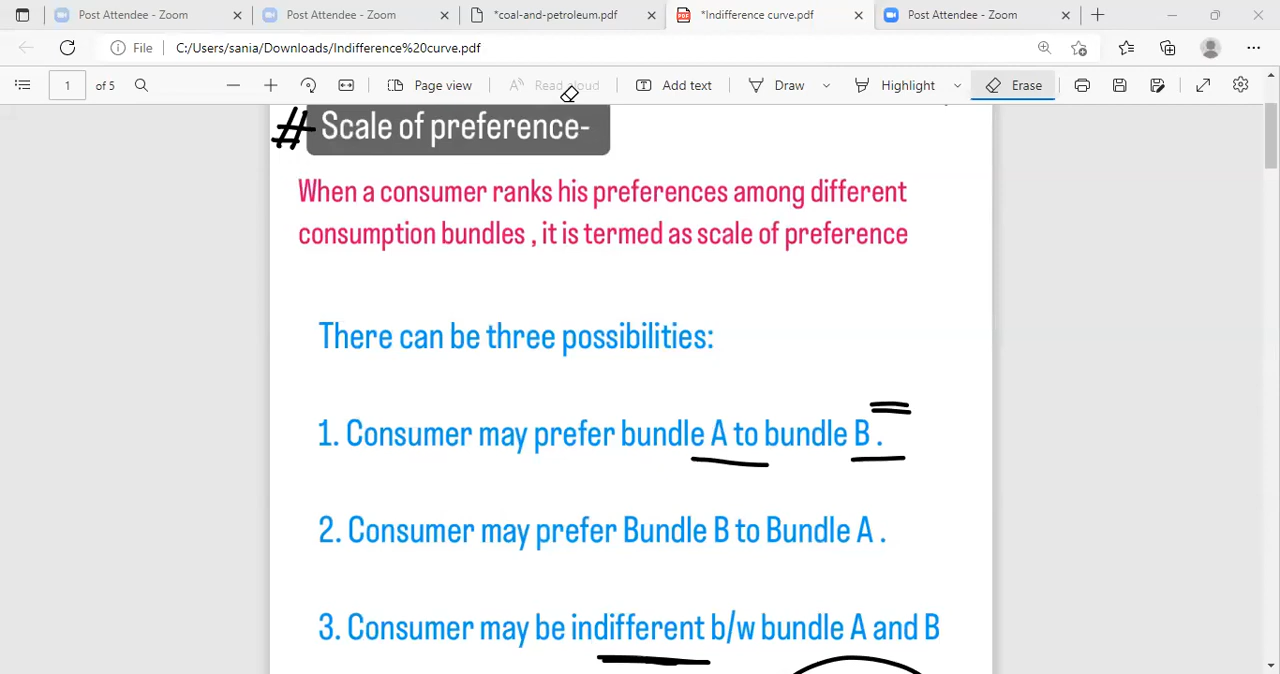 Post Attendee - Zoom
Post Attendee - Zoom
*coal-and-petroleum.pdf
*Indifference curve.pdf
Post Attendee - Zoom
File
C:/Users/sania/Downloads/Indifference%20curve.pdf
1 of 5
Page view
Read aloud
Add text
Draw
Highlight
Erase
# Scale of preference-
When a consumer ranks his preferences among different
consumption bundles , it is termed as scale of preference
There can be three possibilities:
1. Consumer may prefer bundle A to bundle B .
2. Consumer may prefer Bundle B to Bundle A .
3. Consumer may be indifferent b/w bundle A and B